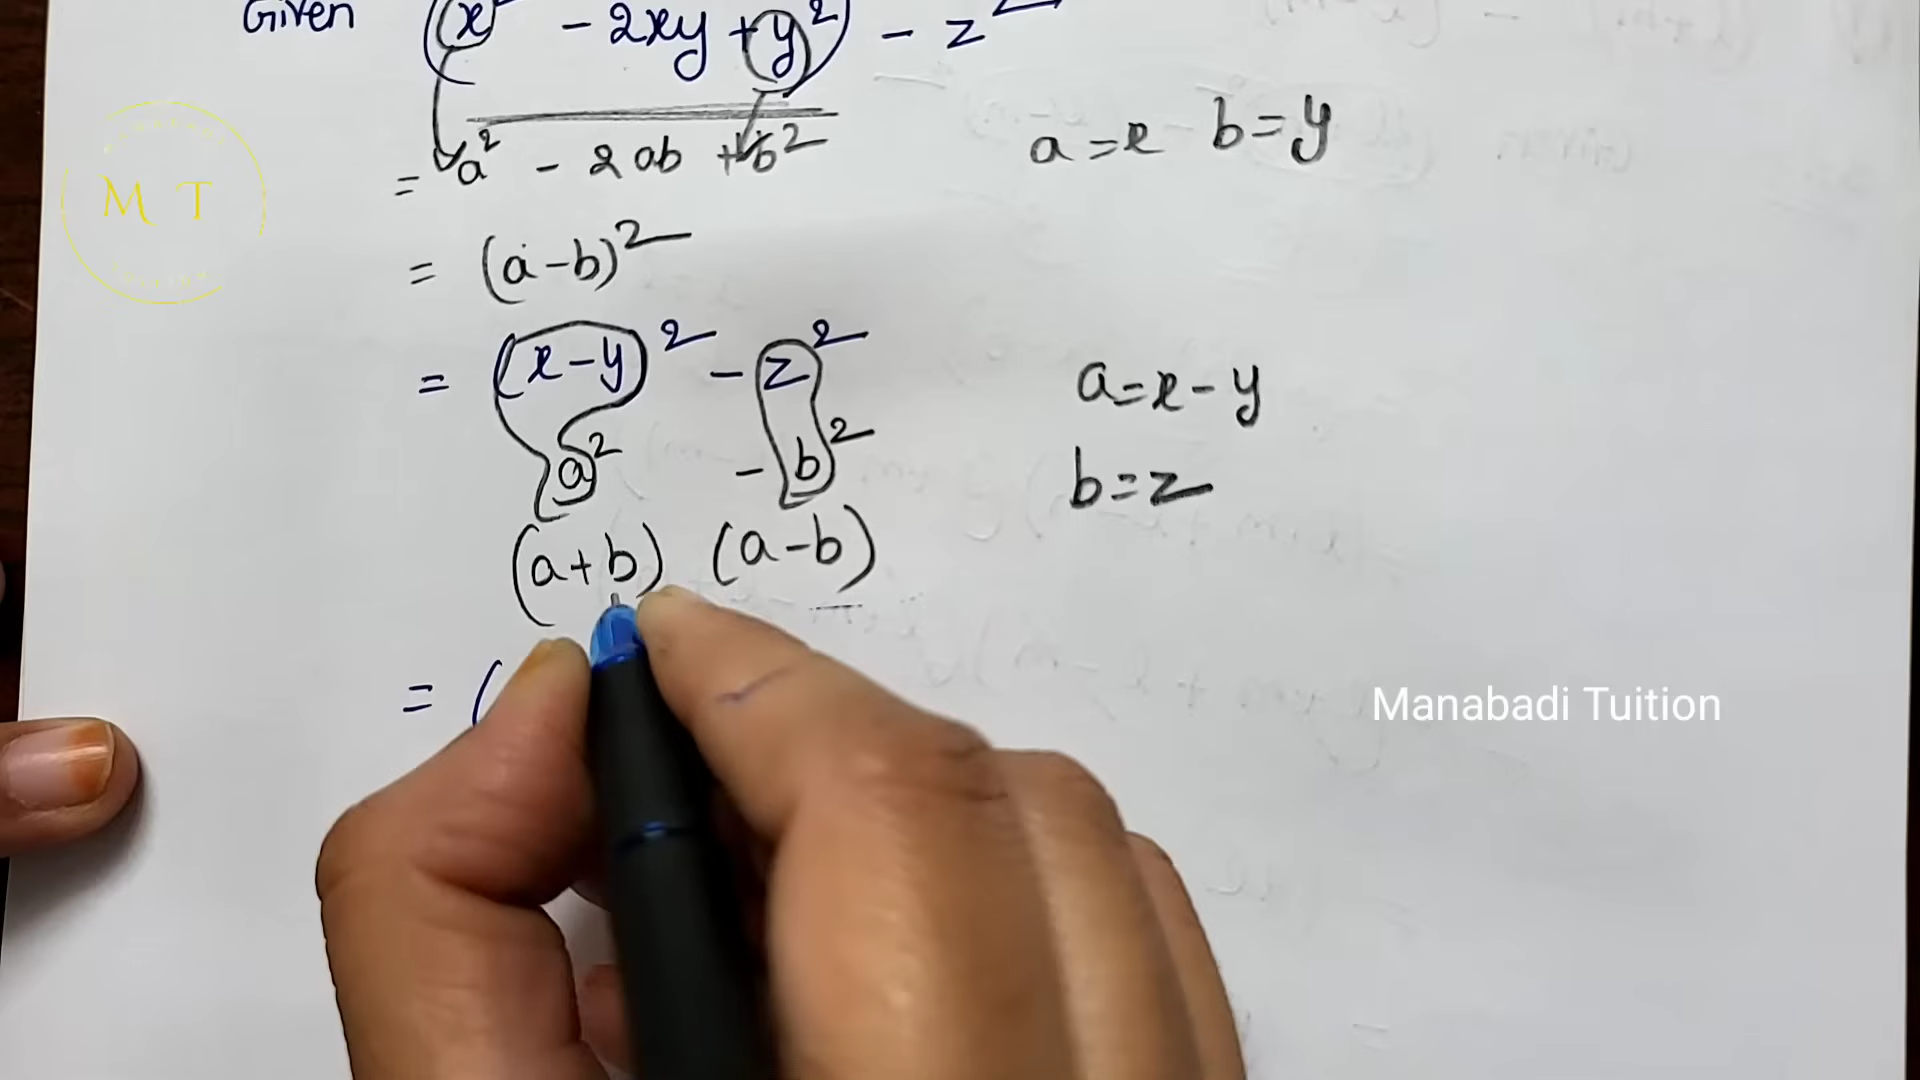 Given (x² - 2xy + y²) - z²
= a² - 2ab + b²
a = x b = y
= (a-b)²
= (x-y)² - z²
a² - b²
a = x - y
b = z
(a+b) (a-b)
= (
M T
Manabadi Tuition